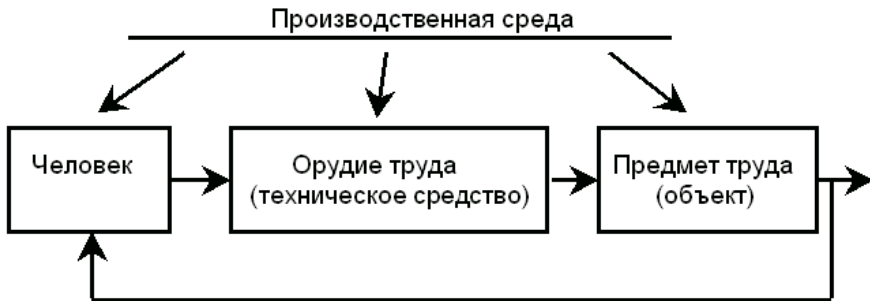 Производственная среда
Человек
Орудие труда
(техническое средство)
Предмет труда
(объект)